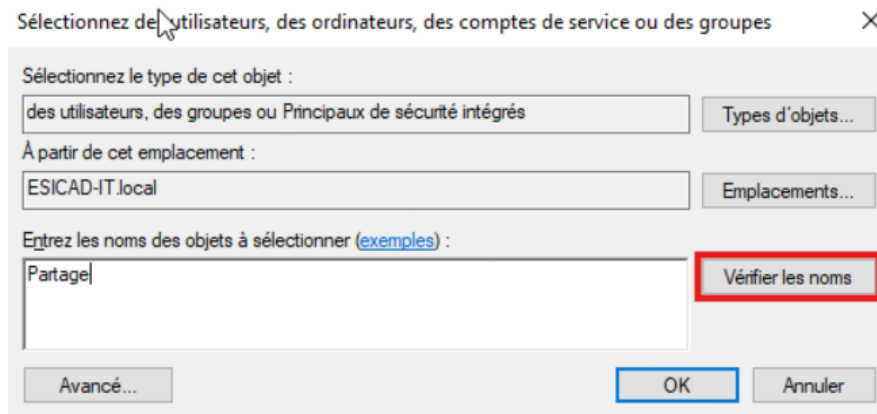 Sélectionnez des utilisateurs, des ordinateurs, des comptes de service ou des groupes
Sélectionnez le type de cet objet :
des utilisateurs, des groupes ou Principaux de sécurité intégrés
Types d'objets...
À partir de cet emplacement :
ESICAD-IT.local
Emplacements...
Entrez les noms des objets à sélectionner (exemples) :
Partage
Vérifier les noms
Avancé...
OK
Annuler